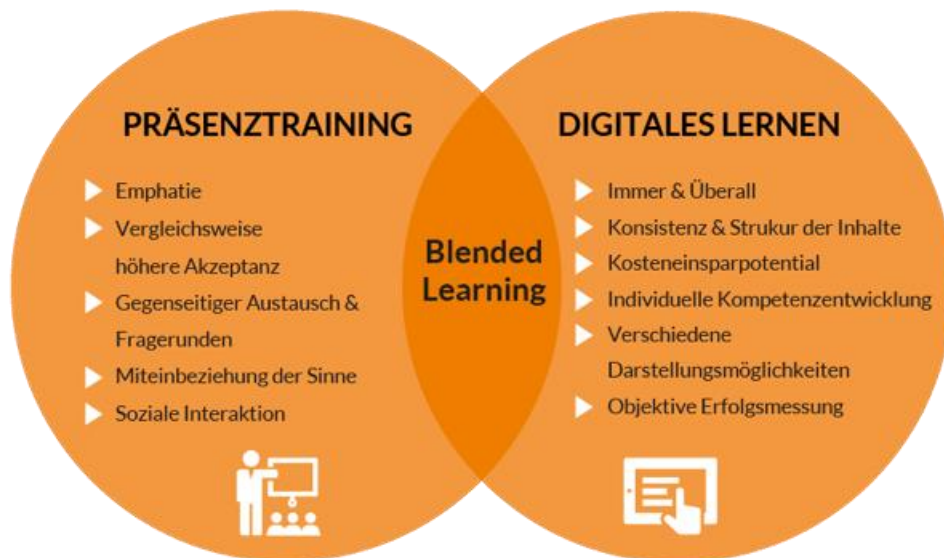 PRÄSENZTRAINING
Emphatie
Vergleichsweise
höhere Akzeptanz
Gegenseitiger Austausch &
Fragerunden
Miteinbeziehung der Sinne
Soziale Interaktion
Blended
Learning
DIGITALES LERNEN
Immer & Überall
Konsistenz & Strukur der Inhalte
Kosteneinsparpotential
Individuelle Kompetenzentwicklung
Verschiedene
Darstellungsmöglichkeiten
Objektive Erfolgsmessung